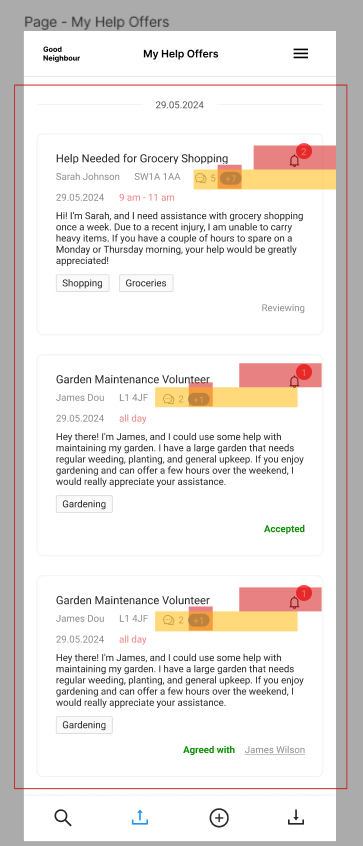 Page - My Help Offers
Good
Neighbour
My Help Offers
29.05.2024
2
Help Needed for Grocery Shopping
Sarah Johnson SW1A 1AA 5 +7
29.05.2024 9 am - 11 am
Hi! I'm Sarah, and I need assistance with grocery shopping
once a week. Due to a recent injury, I am unable to carry
heavy items. If you have a couple of hours to spare on a
Monday or Thursday morning, your help would be greatly
appreciated!
Shopping Groceries
Reviewing
1
Garden Maintenance Volunteer
James Dou L1 4JF 2 +1
29.05.2024 all day
Hey there! I'm James, and I could use some help with
maintaining my garden. I have a large garden that needs
regular weeding, planting, and general upkeep. If you enjoy
gardening and can offer a few hours over the weekend, I
would really appreciate your assistance.
Gardening
Accepted
1
Garden Maintenance Volunteer
James Dou L1 4JF 2 +1
29.05.2024 all day
Hey there! I'm James, and I could use some help with
maintaining my garden. I have a large garden that needs
regular weeding, planting, and general upkeep. If you enjoy
gardening and can offer a few hours over the weekend, I
would really appreciate your assistance.
Gardening
Agreed with James Wilson